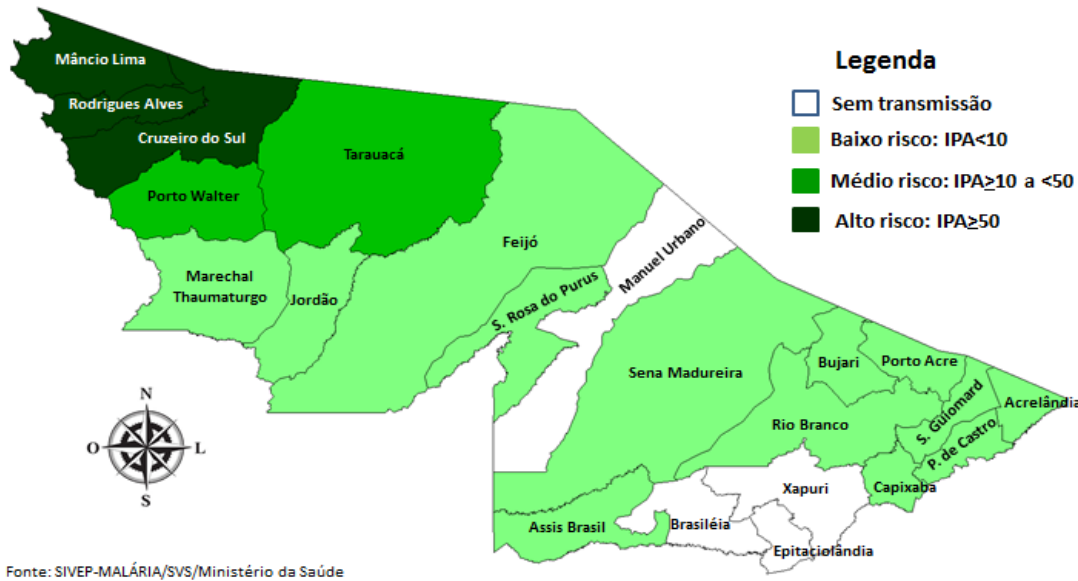 Mâncio Lima
Rodrigues Alves
Cruzeiro do Sul
Tarauacá
Porto Walter
Feijó
Manuel Urbano
Marechal
Thaumaturgo
Jordão
S. Rosa do Purus
Sena Madureira
Bujari
Porto Acre
Acrelândia
S. Guiomard
Rio Branco
P. de Castro
Capixaba
Xapuri
Assis Brasil
Brasiléia
Epitaciolândia
Legenda
Sem transmissão
Baixo risco: IPA<10
Médio risco: IPA≥10 a <50
Alto risco: IPA≥50
N
O
L
S
Fonte: SIVEP-MALÁRIA/SVS/Ministério da Saúde